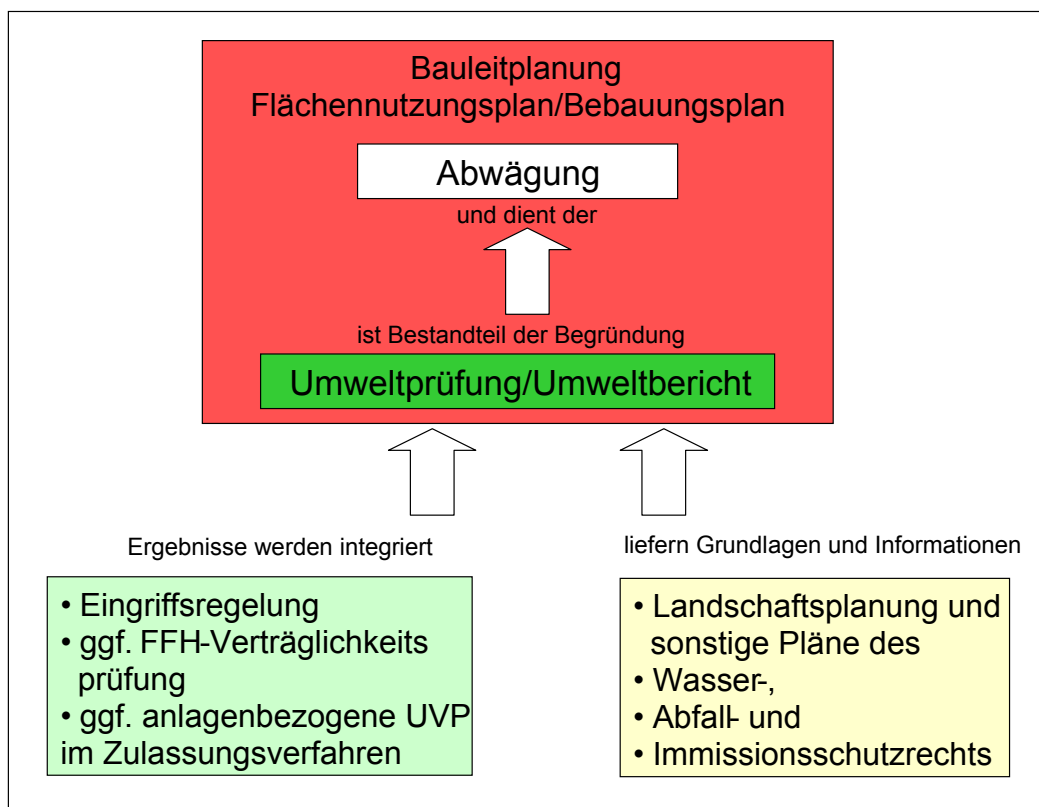 Bauleitplanung
Flächennutzungsplan/Bebauungsplan
Abwägung
und dient der
ist Bestandteil der Begründung
Umweltprüfung/Umweltbericht
Ergebnisse werden integriert
• Eingriffsregelung
• ggf. FFH-Verträglichkeits
prüfung
• ggf. anlagenbezogene UVP
im Zulassungsverfahren
liefern Grundlagen und Informationen
• Landschaftsplanung und
sonstige Pläne des
• Wasser-,
• Abfall- und
• Immissionsschutzrechts